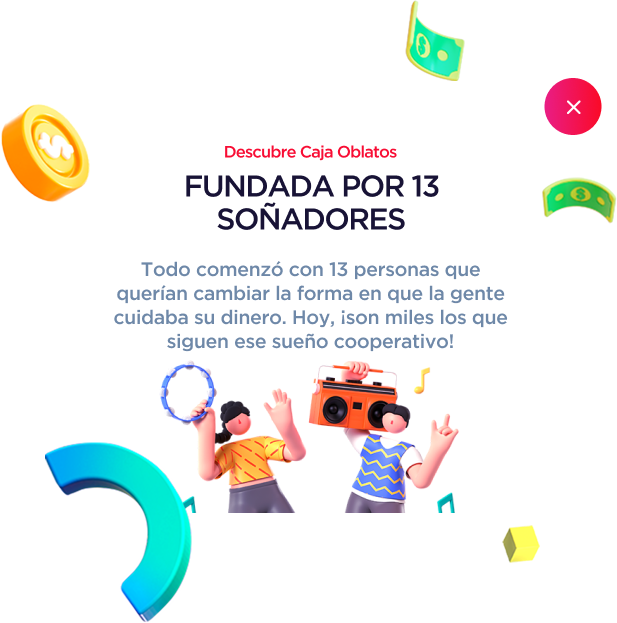 Descubre Caja Oblatos
FUNDADA POR 13
SOÑADORES
Todo comenzó con 13 personas que
querían cambiar la forma en que la gente
cuidaba su dinero. Hoy, ¡son miles los que
siguen ese sueño cooperativo!